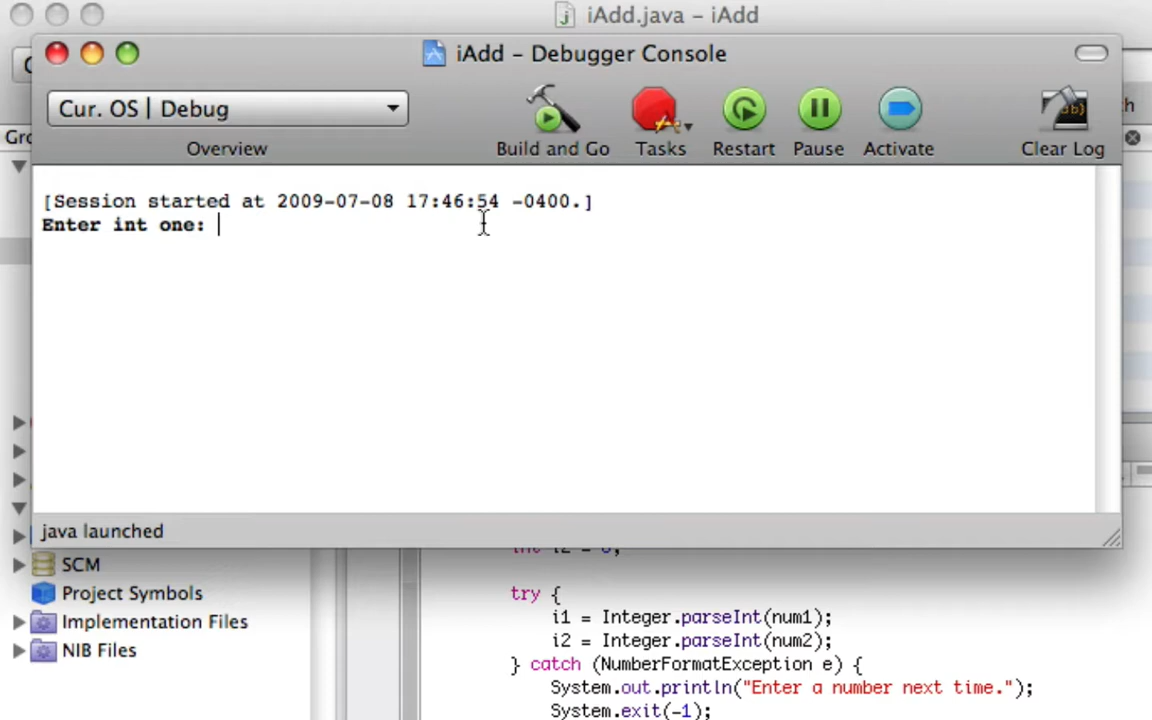 iAdd.java – iAdd
iAdd – Debugger Console
Cur. OS | Debug
Overview
Build and Go
Tasks
Restart
Pause
Activate
Clear Log
[Session started at 2009-07-08 17:46:54 -0400.]
Enter int one:
java launched
SCM
Project Symbols
Implementation Files
NIB Files
try {
i1 = Integer.parseInt(num1);
i2 = Integer.parseInt(num2);
} catch (NumberFormatException e) {
System.out.println("Enter a number next time.");
System.exit(-1);